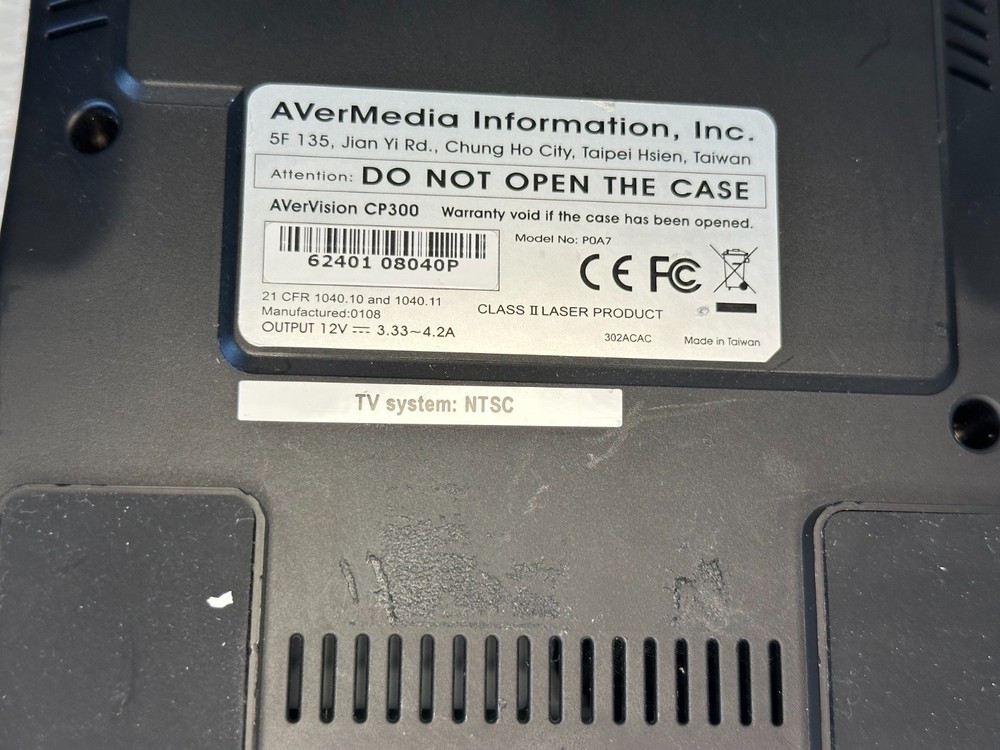 AVerMedia Information, Inc.
5F 135, Jian Yi Rd., Chung Ho City, Taipei Hsien, Taiwan
Attention: DO NOT OPEN THE CASE
AVerVision CP300 Warranty void if the case has been opened.
Model No: P0A7
62401 08040P
CE FC
21 CFR 1040.10 and 1040.11
Manufactured:0108
CLASS II LASER PRODUCT
OUTPUT 12V ⎓ 3.33~4.2A
302ACAC
Made in Taiwan
TV system: NTSC